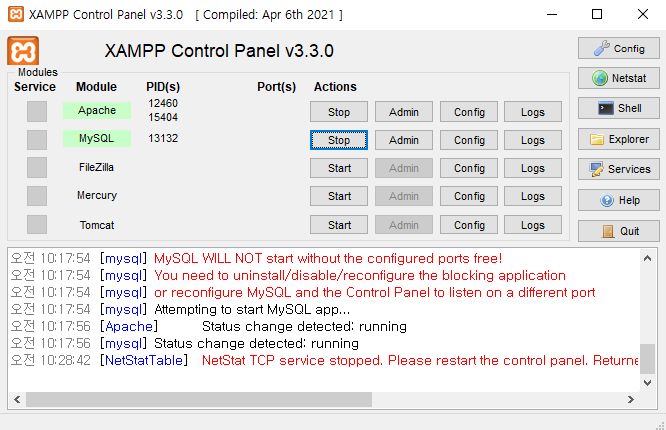 XAMPP Control Panel v3.3.0 [ Compiled: Apr 6th 2021 ]
XAMPP Control Panel v3.3.0
Config
Modules
Service Module PID(s) Port(s) Actions
Netstat
Apache 12460 15404 Stop Admin Config Logs
Shell
MySQL 13132 Stop Admin Config Logs
Explorer
FileZilla Start Admin Config Logs
Services
Mercury Start Admin Config Logs
Help
Tomcat Start Admin Config Logs
Quit
오전 10:17:54 [mysql] MySQL WILL NOT start without the configured ports free!
오전 10:17:54 [mysql] You need to uninstall/disable/reconfigure the blocking application
오전 10:17:54 [mysql] or reconfigure MySQL and the Control Panel to listen on a different port
오전 10:17:54 [mysql] Attempting to start MySQL app...
오전 10:17:56 [Apache] Status change detected: running
오전 10:17:56 [mysql] Status change detected: running
오전 10:28:42 [NetStatTable] NetStat TCP service stopped. Please restart the control panel. Returne